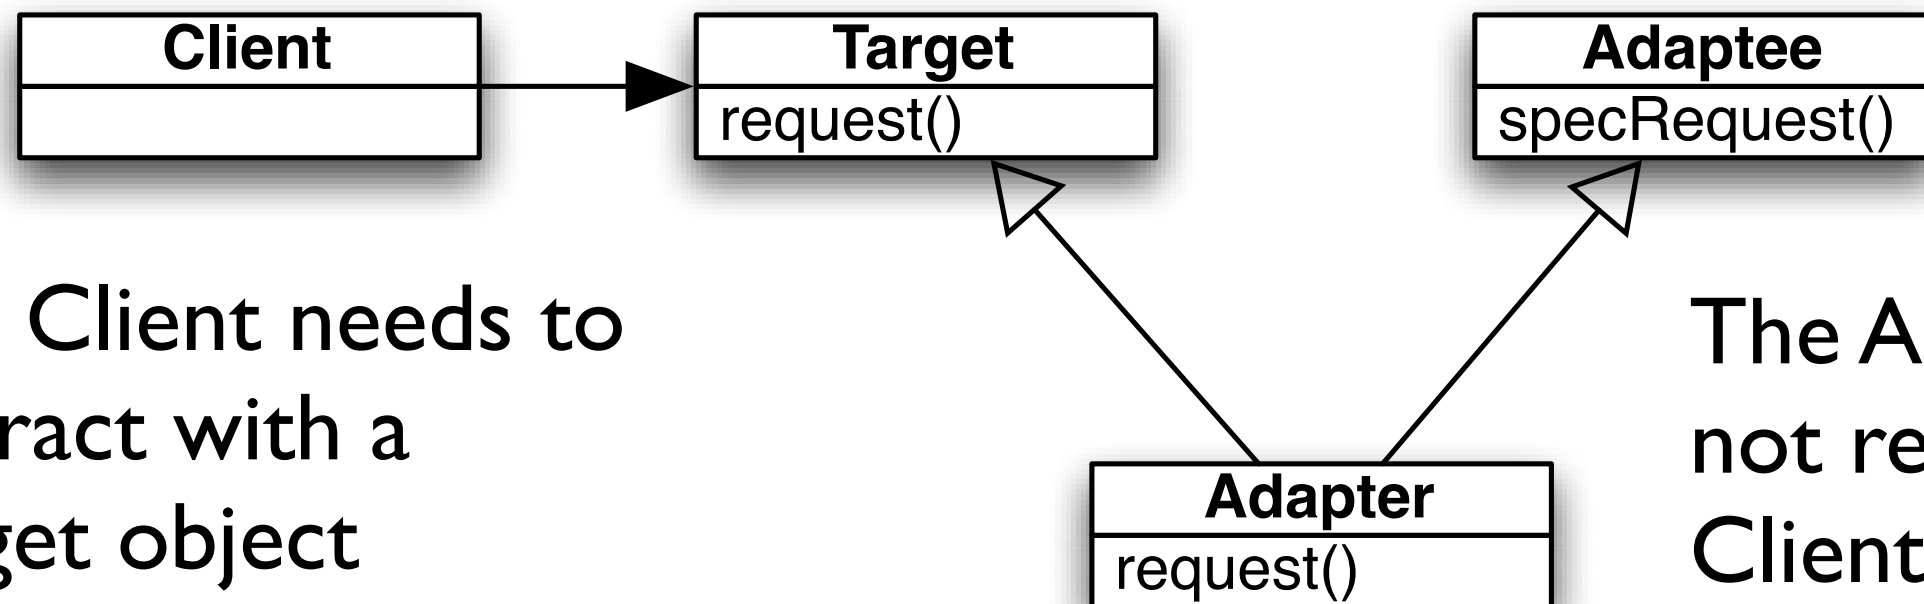 Client
Target
request()
Adaptee
specRequest()
Client needs to
ract with a
get object
The A
not re
Client
Adapter
request()